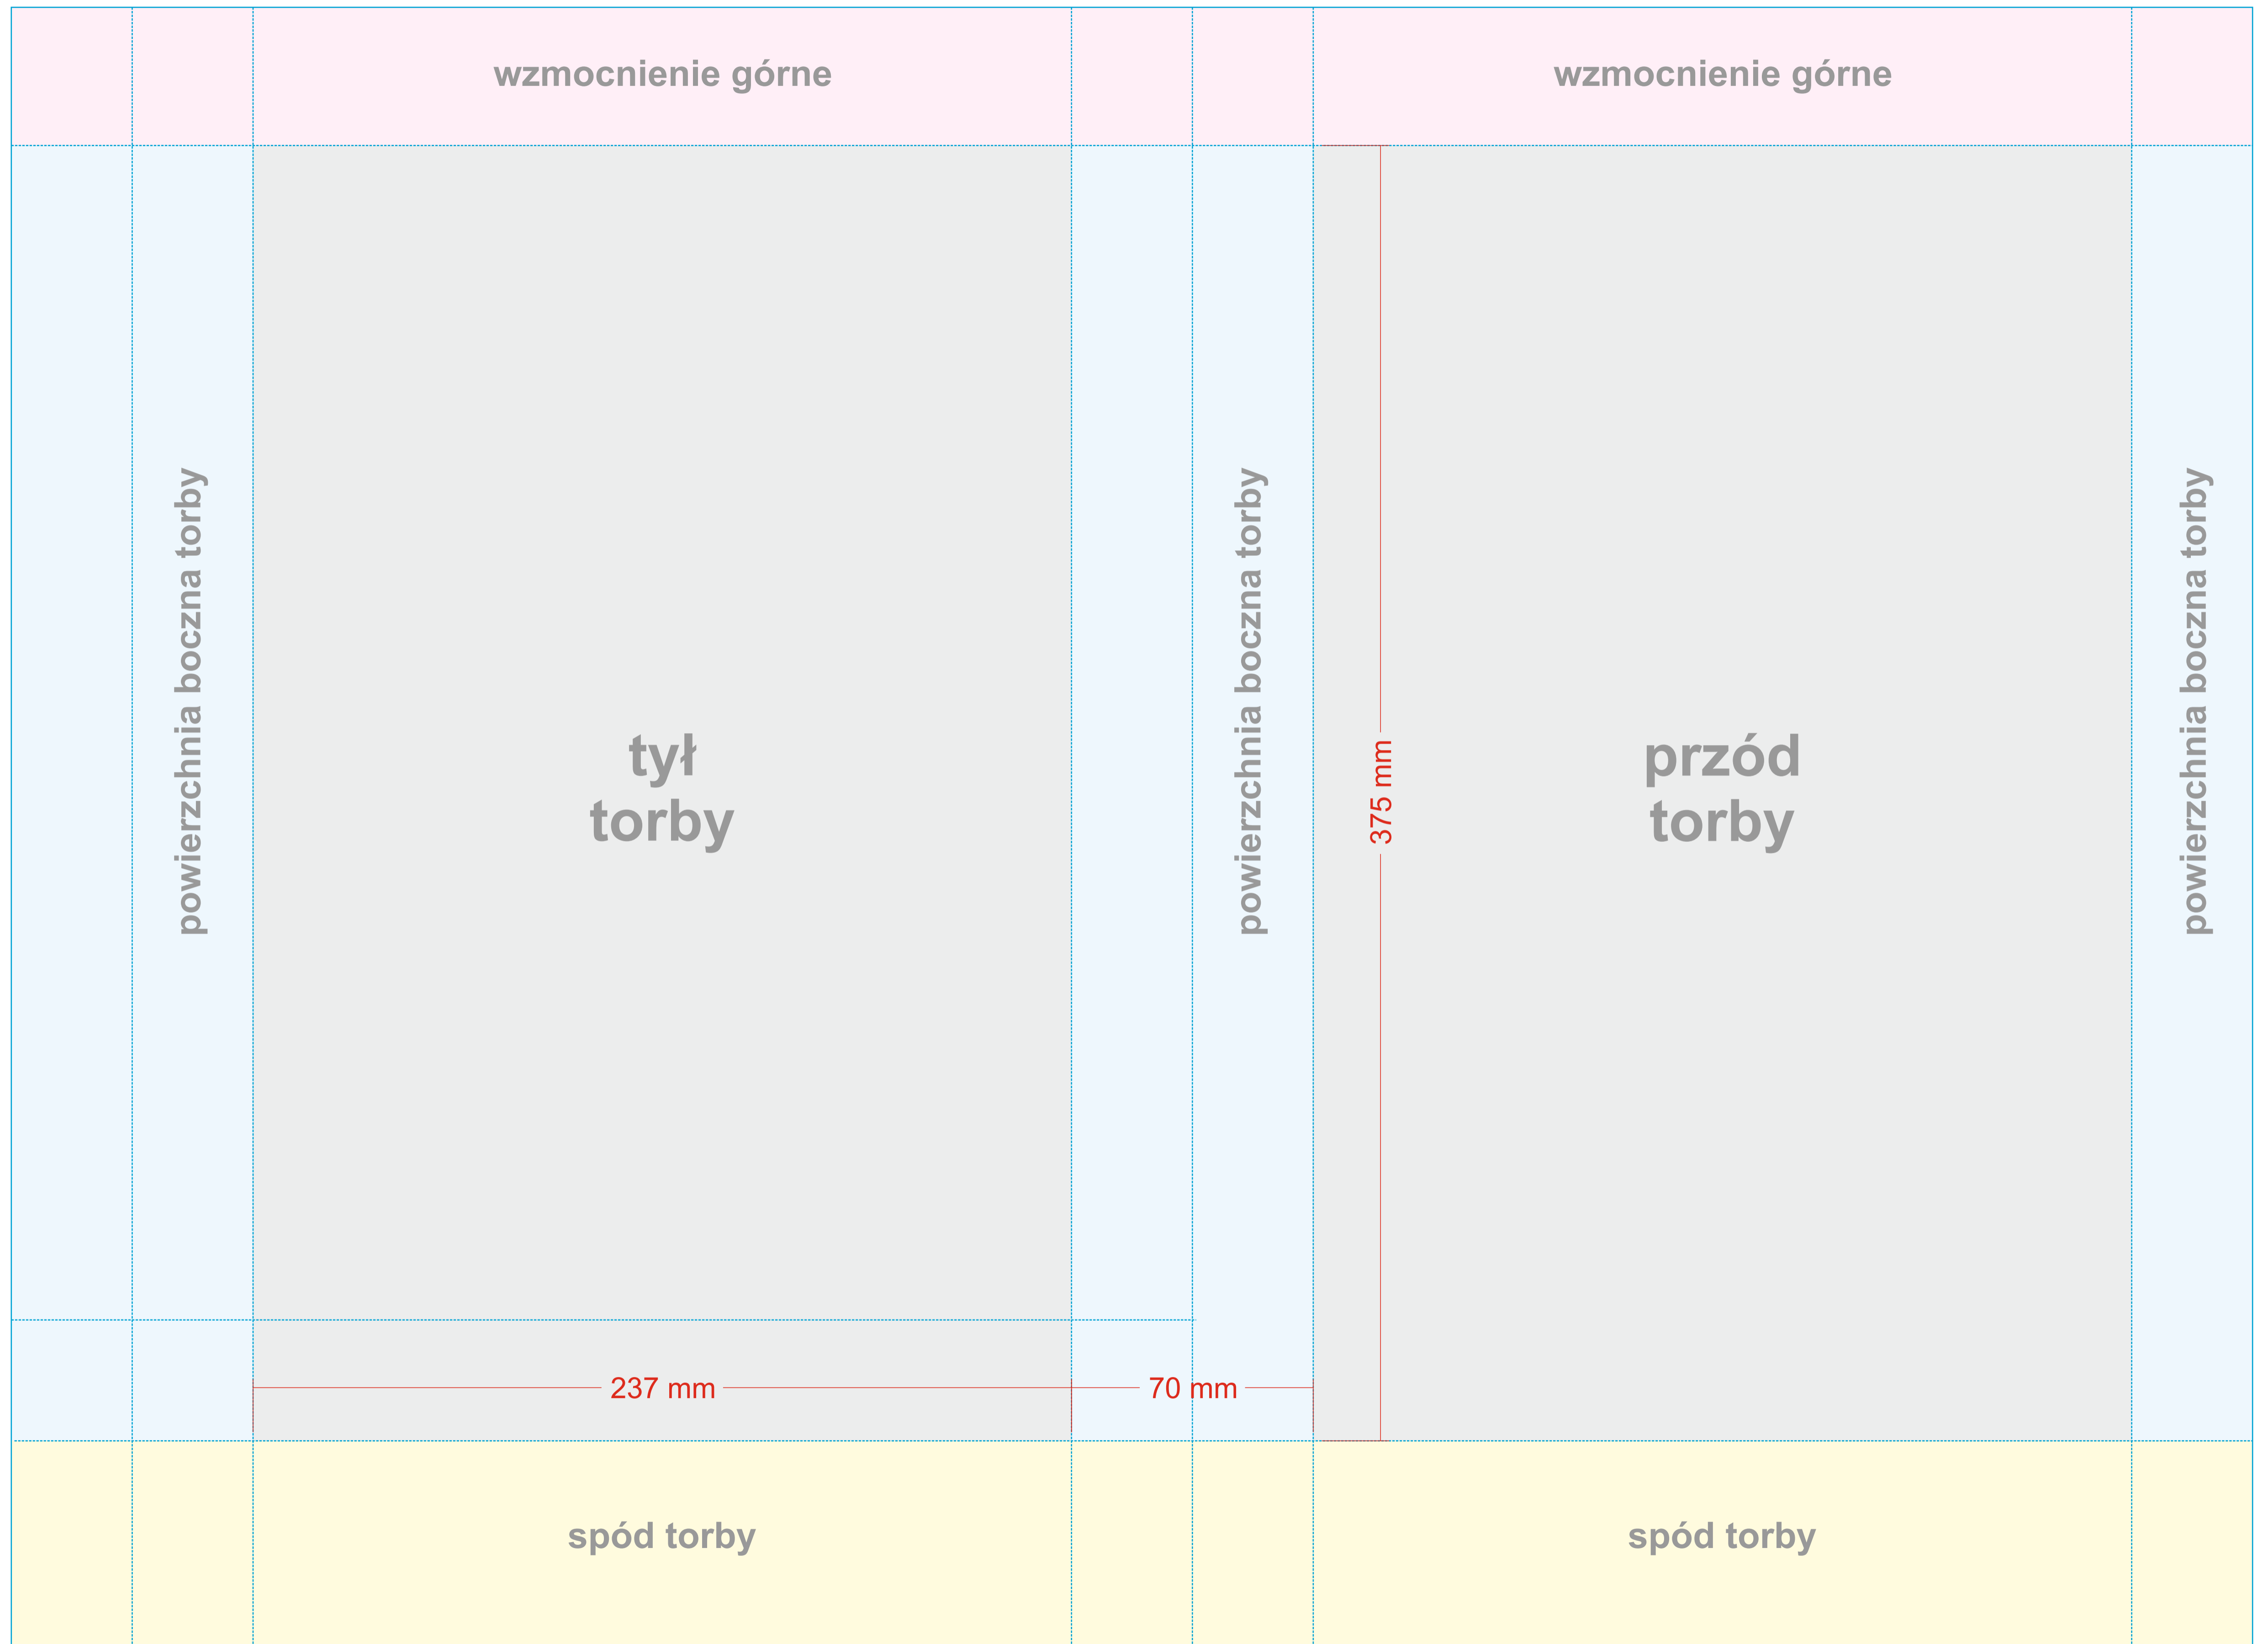 wzmocnienie górne
wzmocnienie górne
powierzchnia boczna torby
tył
torby
powierzchnia boczna torby
375 mm
przód
torby
powierzchnia boczna torby
237 mm
70 mm
spód torby
spód torby